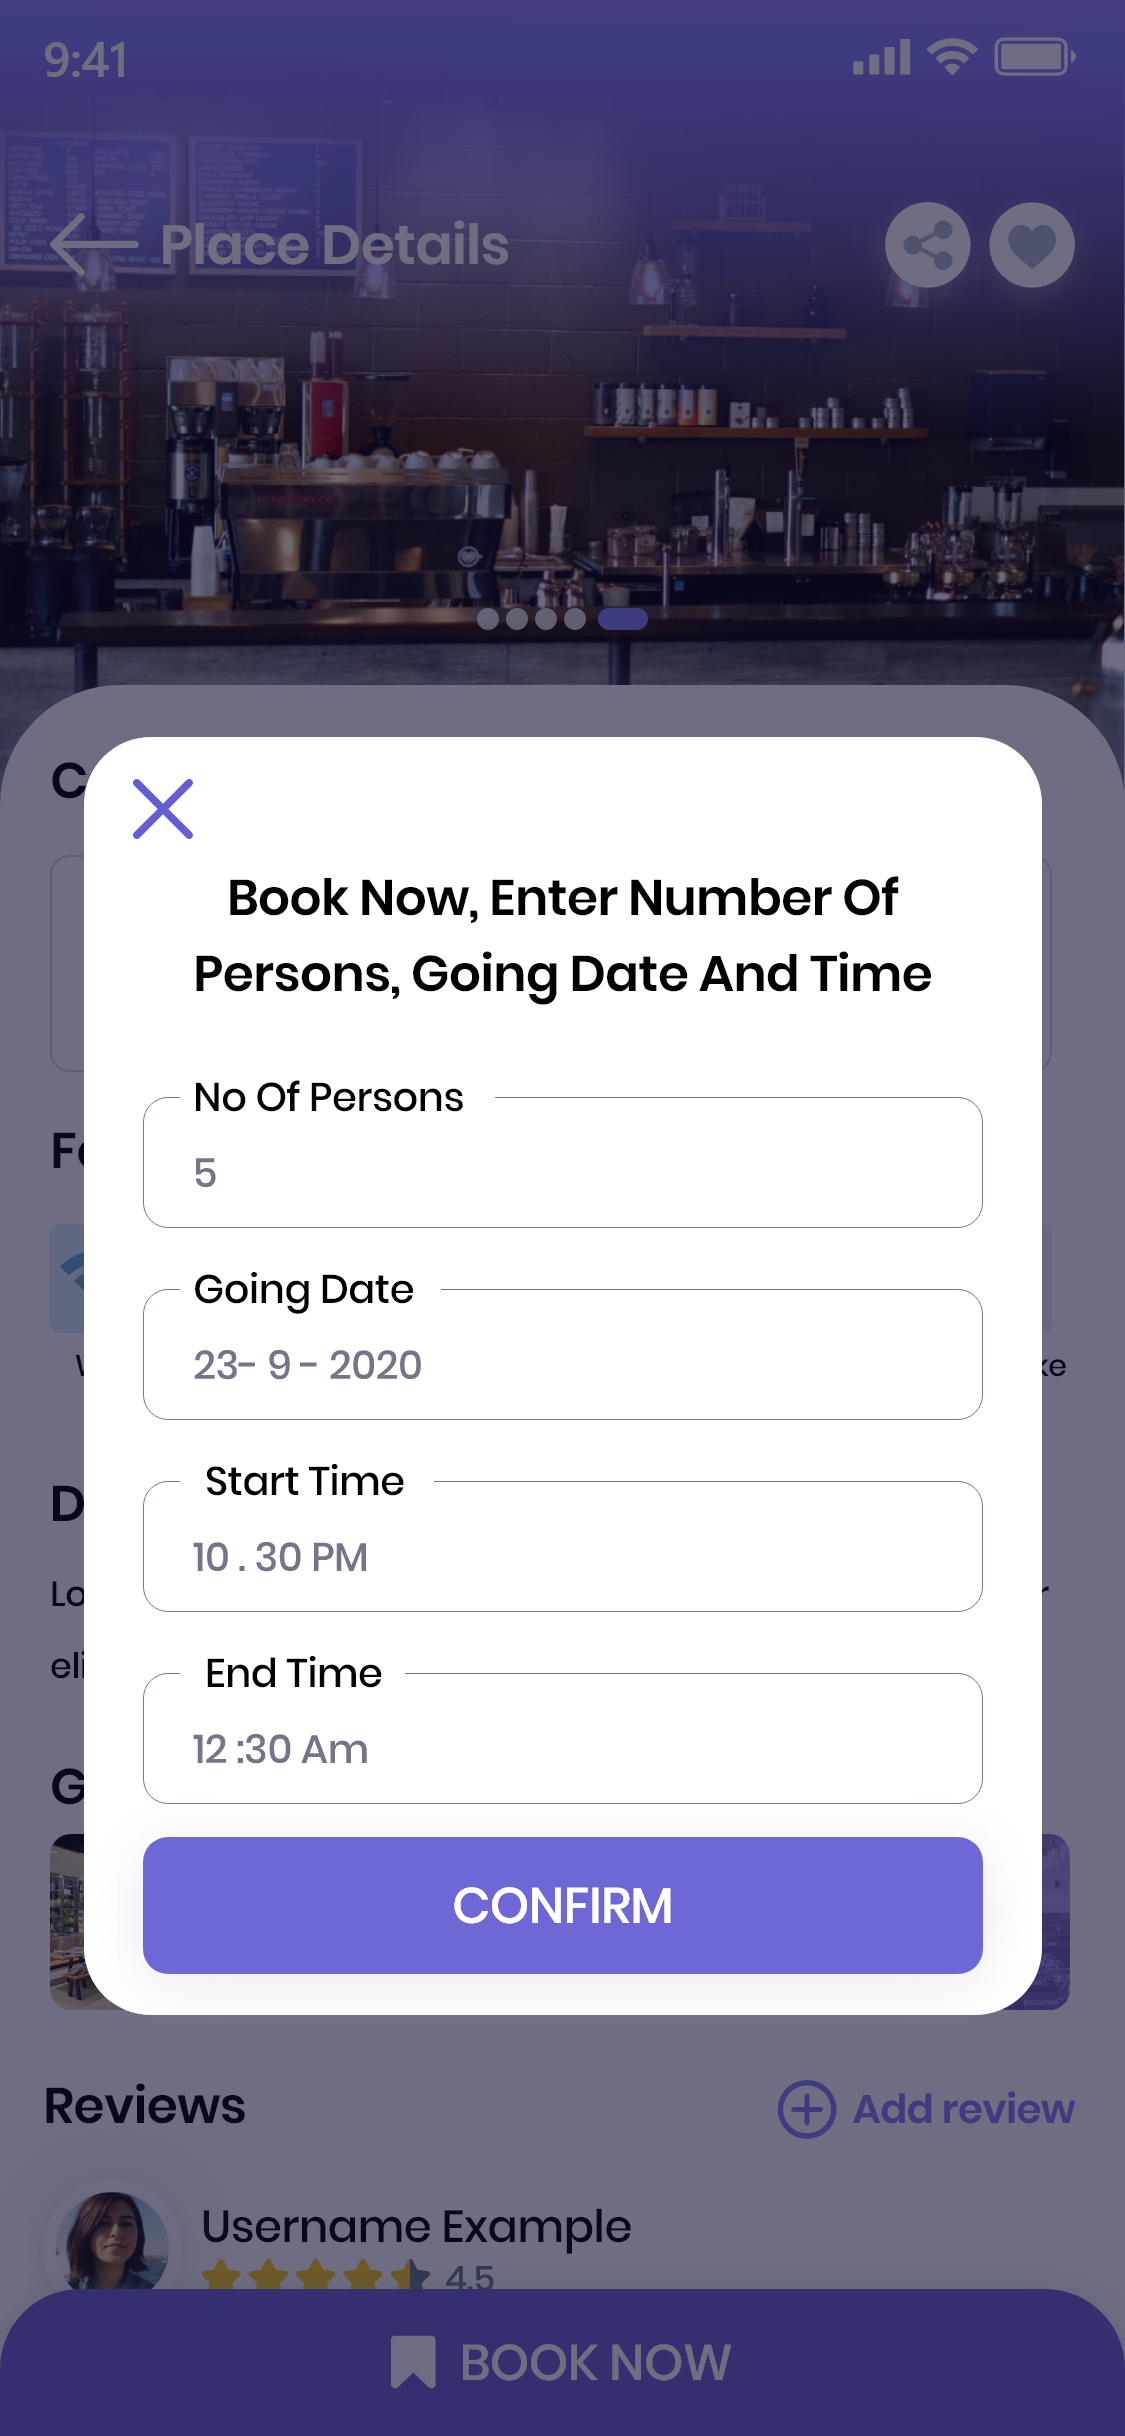 9:41
Place Details
Book Now, Enter Number Of
Persons, Going Date And Time
No Of Persons
5
Going Date
23- 9 - 2020
Start Time
10 . 30 PM
End Time
12 :30 Am
CONFIRM
Reviews
Add review
Username Example
4.5
BOOK NOW